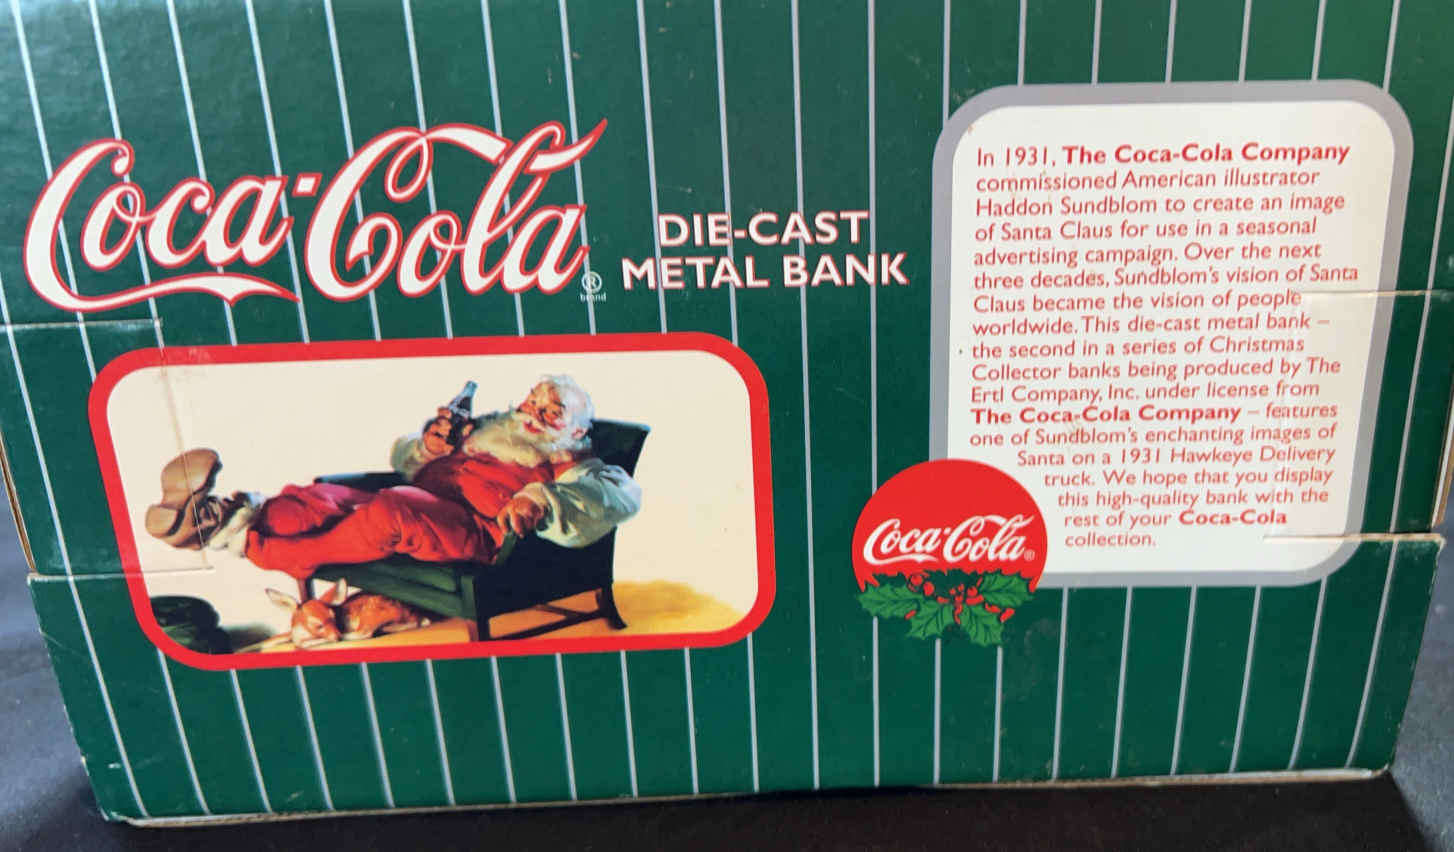 Coca-Cola
®
brand
DIE-CAST
METAL BANK
In 1931, The Coca-Cola Company
commissioned American illustrator
Haddon Sundblom to create an image
of Santa Claus for use in a seasonal
advertising campaign. Over the next
three decades, Sundblom's vision of Santa
Claus became the vision of people
worldwide. This die-cast metal bank –
the second in a series of Christmas
Collector banks being produced by The
Ertl Company, Inc. under license from
The Coca-Cola Company – features
one of Sundblom's enchanting images of
Santa on a 1931 Hawkeye Delivery
truck. We hope that you display
this high-quality bank with the
rest of your Coca-Cola
collection.
Coca-Cola®